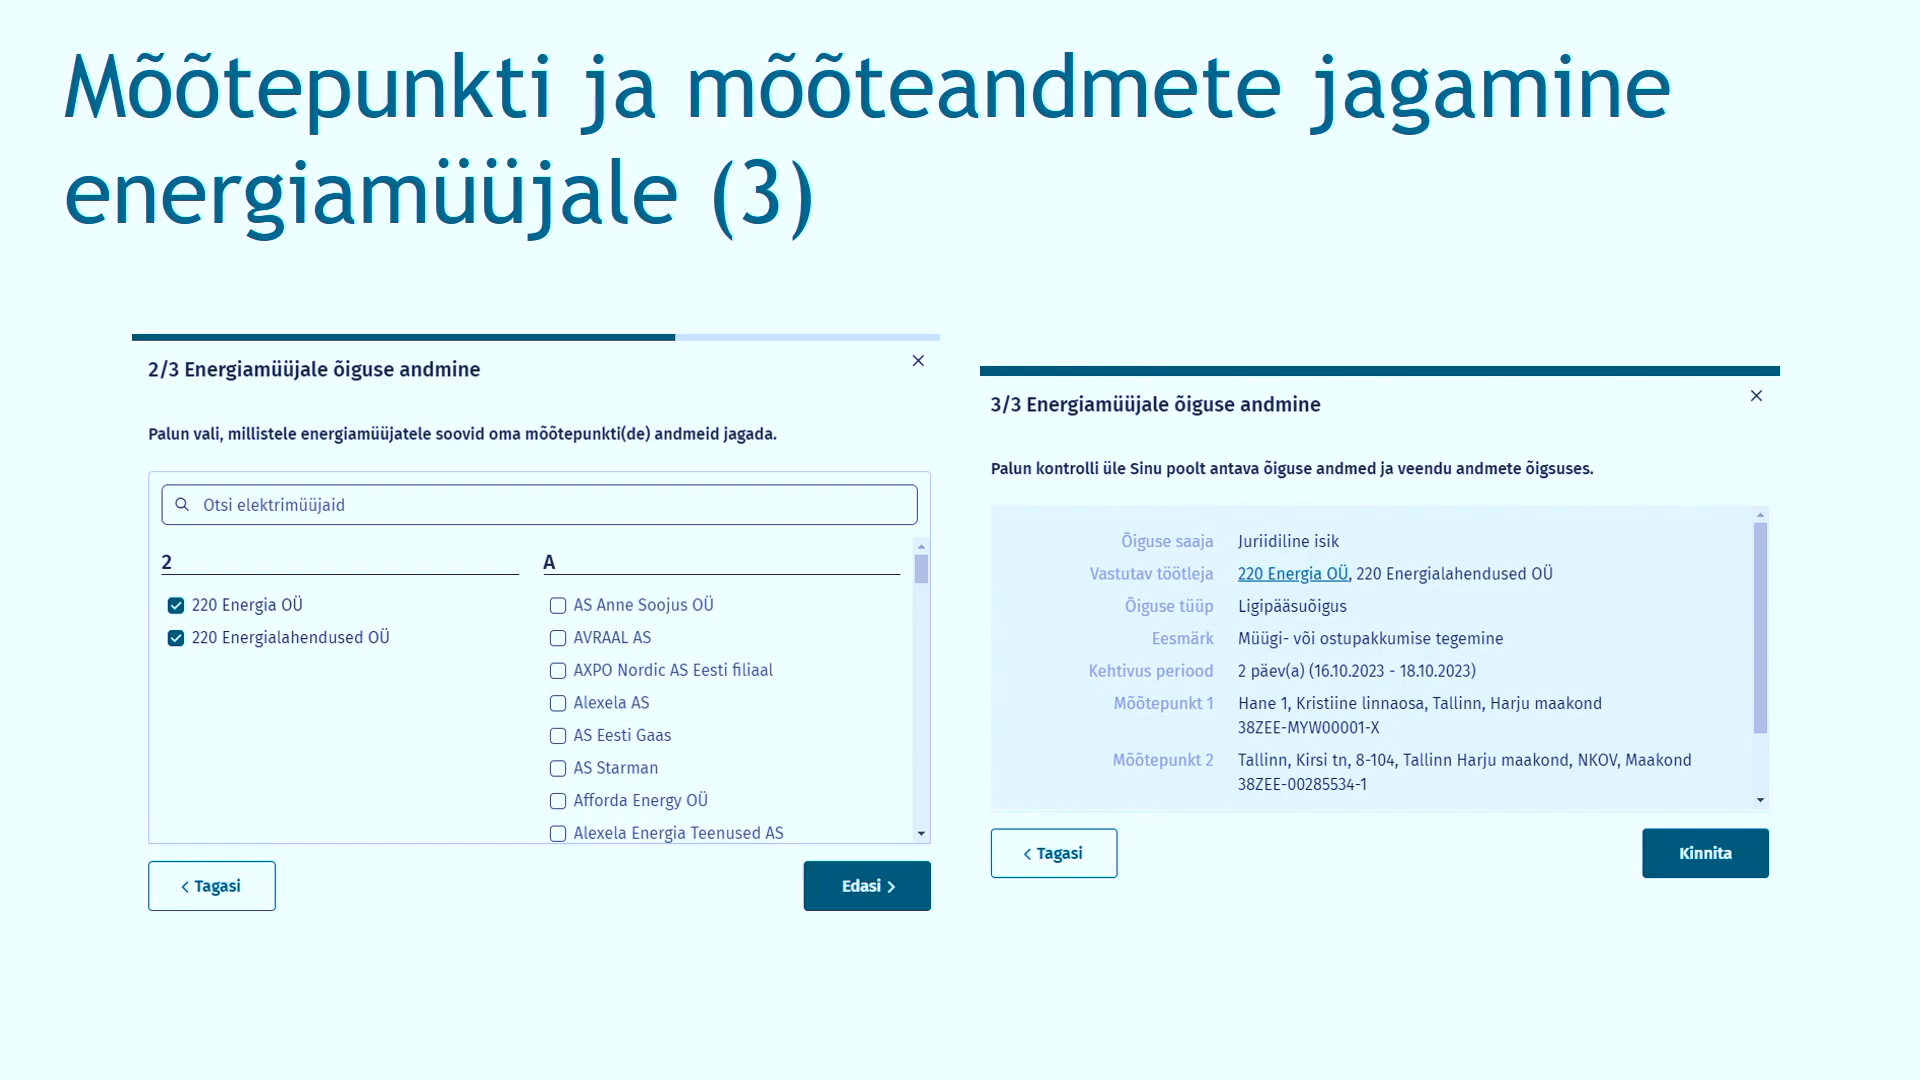 Mõõtepunkti ja mõõteandmete jagamine
energiamüüjale (3)
2/3 Energiamüüjale õiguse andmine
Palun vali, millistele energiamüüjatele soovid oma mõõtepunkti(de) andmeid jagada.
Otsi elektrimüüjaid
2
220 Energia OÜ
220 Energialahendused OÜ
A
AS Anne Soojus OÜ
AVRAAL AS
AXPO Nordic AS Eesti filiaal
Alexela AS
AS Eesti Gaas
AS Starman
Afforda Energy OÜ
Alexela Energia Teenused AS
Tagasi
Edasi
3/3 Energiamüüjale õiguse andmine
Palun kontrolli üle Sinu poolt antava õiguse andmed ja veendu andmete õigsuses.
Õiguse saaja Juriidiline isik
Vastutav töötleja 220 Energia OÜ, 220 Energialahendused OÜ
Õiguse tüüp Ligipääsuõigus
Eesmärk Müügi- või ostupakkumise tegemine
Kehtivus periood 2 päev(a) (16.10.2023 - 18.10.2023)
Mõõtepunkt 1 Hane 1, Kristiine linnaosa, Tallinn, Harju maakond
38ZEE-MYW00001-X
Mõõtepunkt 2 Tallinn, Kirsi tn, 8-104, Tallinn Harju maakond, NKOV, Maakond
38ZEE-00285534-1
Tagasi
Kinnita